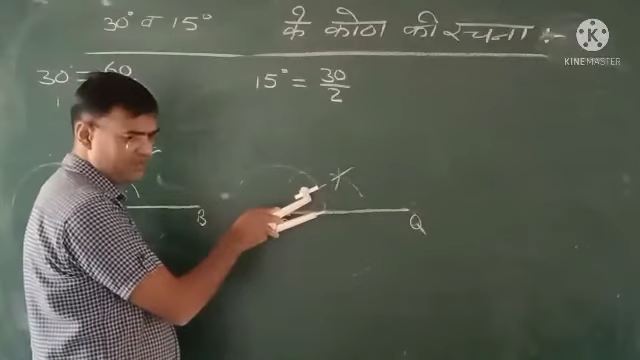 30° व 15° के कोण की रचना :-
30° = 60
15° = 30/2
B
Q
KINEMASTER